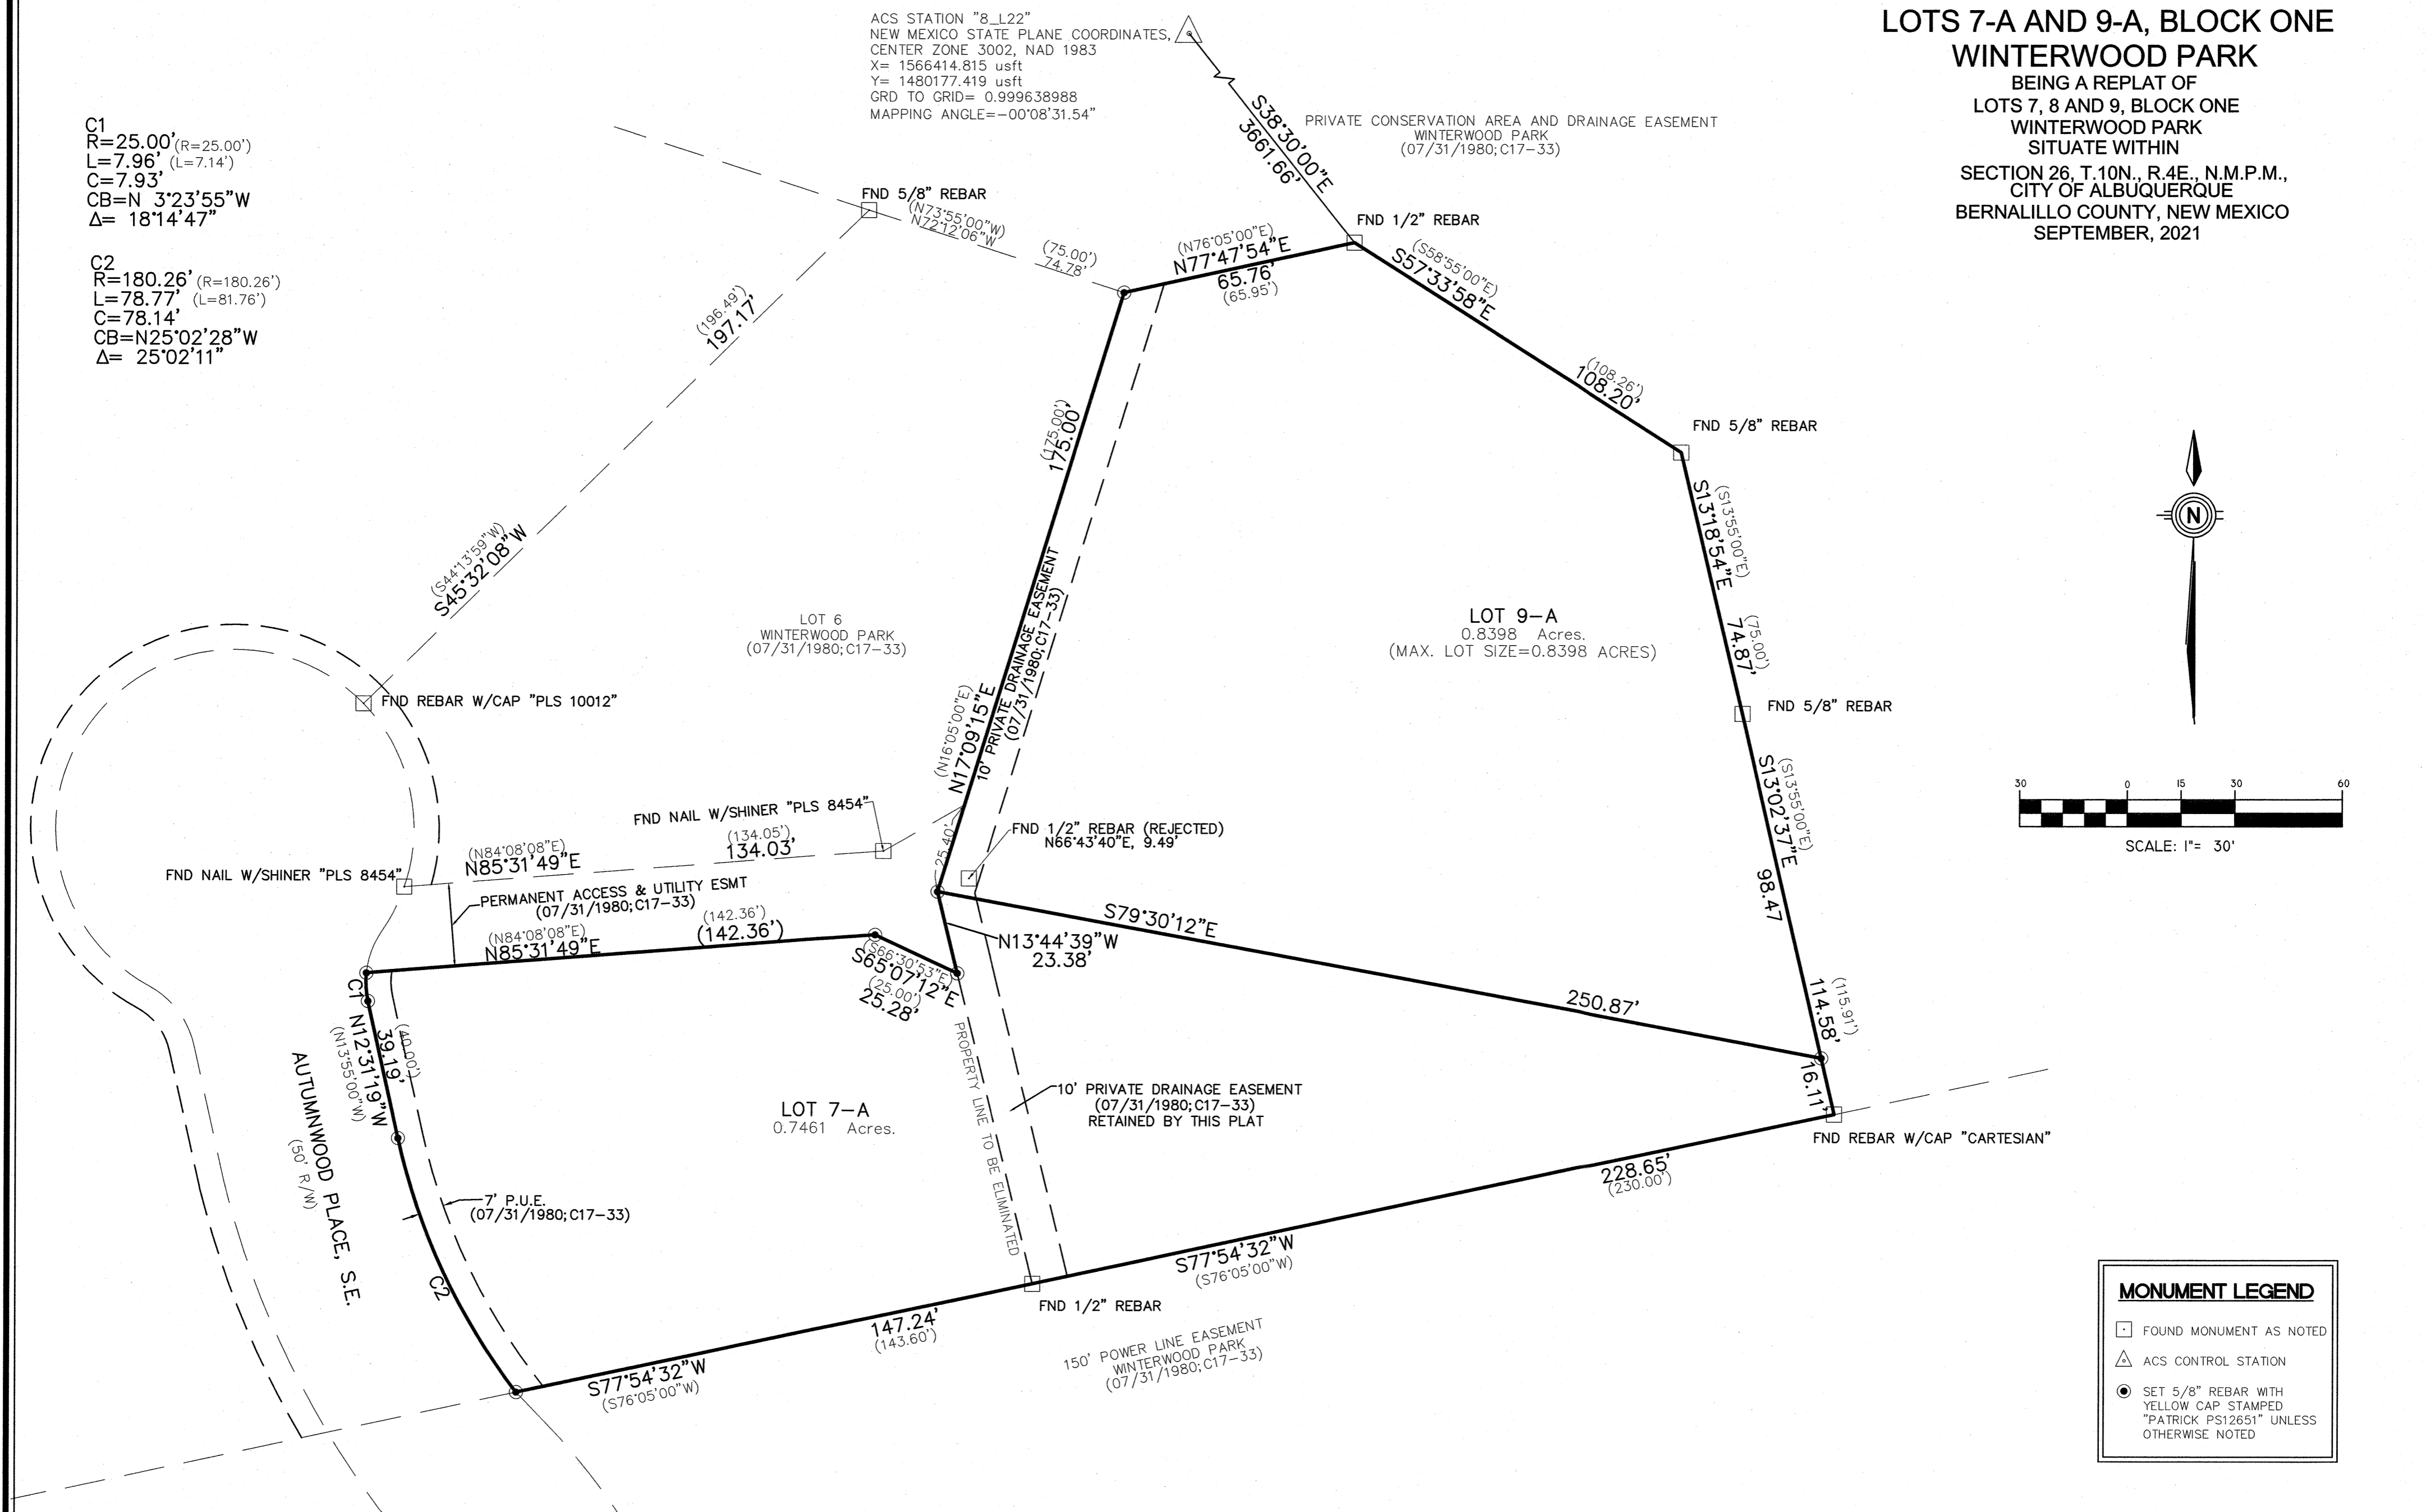 LOTS 7-A AND 9-A, BLOCK ONE
WINTERWOOD PARK
BEING A REPLAT OF
LOTS 7, 8 AND 9, BLOCK ONE
WINTERWOOD PARK
SITUATE WITHIN
SECTION 26, T.10N., R.4E., N.M.P.M.,
CITY OF ALBUQUERQUE
BERNALILLO COUNTY, NEW MEXICO
SEPTEMBER, 2021
ACS STATION "8_L22"
NEW MEXICO STATE PLANE COORDINATES,
CENTER ZONE 3002, NAD 1983
X= 1566414.815 usft
Y= 1480177.419 usft
GRD TO GRID= 0.999638988
MAPPING ANGLE=-00°08'31.54"
C1
R=25.00' (R=25.00')
L=7.96' (L=7.14')
C=7.93'
CB=N 3°23'55"W
Δ= 18°14'47"
C2
R=180.26' (R=180.26')
L=78.77' (L=81.76')
C=78.14'
CB=N25°02'28"W
Δ= 25°02'11"
S38°30'00"E
3661.66'
PRIVATE CONSERVATION AREA AND DRAINAGE EASEMENT
WINTERWOOD PARK
(07/31/1980;C17-33)
FND 5/8" REBAR
(N73°55'00"W)
N72°12'06"W
(75.00')
74.78'
FND 1/2" REBAR
(N76°05'00"E)
N77°47'54"E
65.76'
(65.95')
(S58°55'00"E)
S57°33'58"E
(108.26')
108.20'
FND 5/8" REBAR
(196.49')
197.17'
(S44°13'59"W)
S45°32'08"W
(175.00')
175.00'
(N16°05'00"E)
N17°09'15"E
10' PRIVATE DRAINAGE EASEMENT
(07/31/1980;C17-33)
(S13°55'00"E)
S13°18'54"E
(75.00')
74.87'
LOT 6
WINTERWOOD PARK
(07/31/1980;C17-33)
LOT 9-A
0.8398 Acres.
(MAX. LOT SIZE=0.8398 ACRES)
FND 5/8" REBAR
FND REBAR W/CAP "PLS 10012"
(S13°55'00"E)
S13°02'37"E
98.47
(115.91')
114.58'
16.11'
N
30 0 15 30 60
SCALE: 1"= 30'
FND NAIL W/SHINER "PLS 8454"
(134.05')
134.03'
(N84°08'08"E)
N85°31'49"E
25.40'
FND 1/2" REBAR (REJECTED)
N66°43'40"E, 9.49'
FND NAIL W/SHINER "PLS 8454"
PERMANENT ACCESS & UTILITY ESMT
(07/31/1980;C17-33)
(N84°08'08"E)
N85°31'49"E
(142.36')
(142.36')
(S66°30'53"E)
S65°07'12"E
(25.00')
25.28'
N13°44'39"W
23.38'
S79°30'12"E
250.87'
C1
(40.00')
39.19'
N12°31'19"W
(N13°55'00"W)
AUTUMNWOOD PLACE, S.E.
(50' R/W)
LOT 7-A
0.7461 Acres.
PROPERTY LINE TO BE ELIMINATED
10' PRIVATE DRAINAGE EASEMENT
(07/31/1980;C17-33)
RETAINED BY THIS PLAT
7' P.U.E.
(07/31/1980;C17-33)
C2
FND REBAR W/CAP "CARTESIAN"
228.65'
(230.00')
S77°54'32"W
(S76°05'00"W)
FND 1/2" REBAR
147.24'
(143.60')
S77°54'32"W
(S76°05'00"W)
150' POWER LINE EASEMENT
WINTERWOOD PARK
(07/31/1980;C17-33)
MONUMENT LEGEND
FOUND MONUMENT AS NOTED
ACS CONTROL STATION
SET 5/8" REBAR WITH
YELLOW CAP STAMPED
"PATRICK PS12651" UNLESS
OTHERWISE NOTED